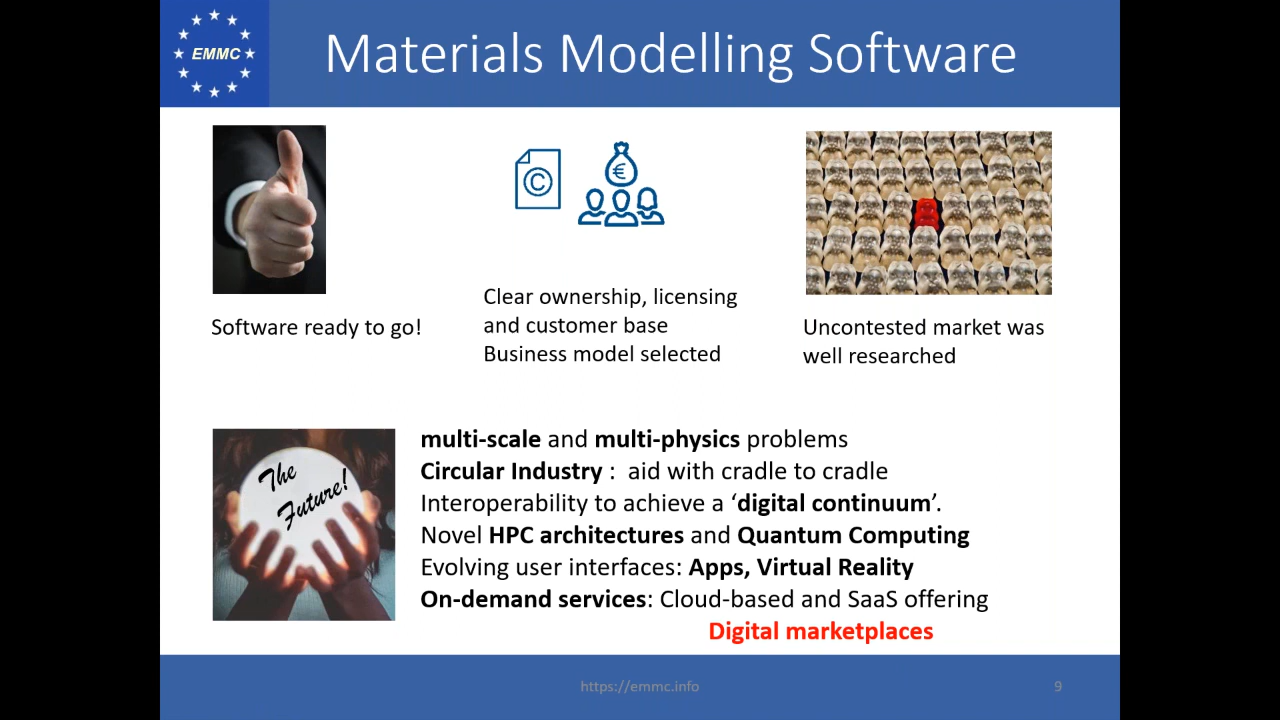 EMMC
Materials Modelling Software
©
€
Software ready to go!
Clear ownership, licensing
and customer base
Business model selected
Uncontested market was
well researched
The
Future!
multi-scale and multi-physics problems
Circular Industry :  aid with cradle to cradle
Interoperability to achieve a ‘digital continuum’.
Novel HPC architectures and Quantum Computing
Evolving user interfaces: Apps, Virtual Reality
On-demand services: Cloud-based and SaaS offering
Digital marketplaces
https://emmc.info
9